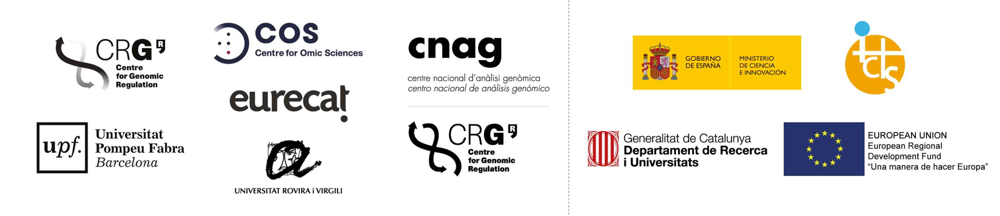 CRG R
Centre
for Genomic
Regulation
upf.
Universitat
Pompeu Fabra
Barcelona
COS
Centre for Omic Sciences
eurecat
a
UNIVERSITAT ROVIRA i VIRGILI
cnag
centre nacional d'anàlisi genòmica
centro nacional de análisis genómico
CRG R
Centre
for Genomic
Regulation
GOBIERNO
DE ESPAÑA
MINISTERIO
DE CIENCIA
E INNOVACIÓN
icts
Generalitat de Catalunya
Departament de Recerca
i Universitats
EUROPEAN UNION
European Regional
Development Fund
“Una manera de hacer Europa”